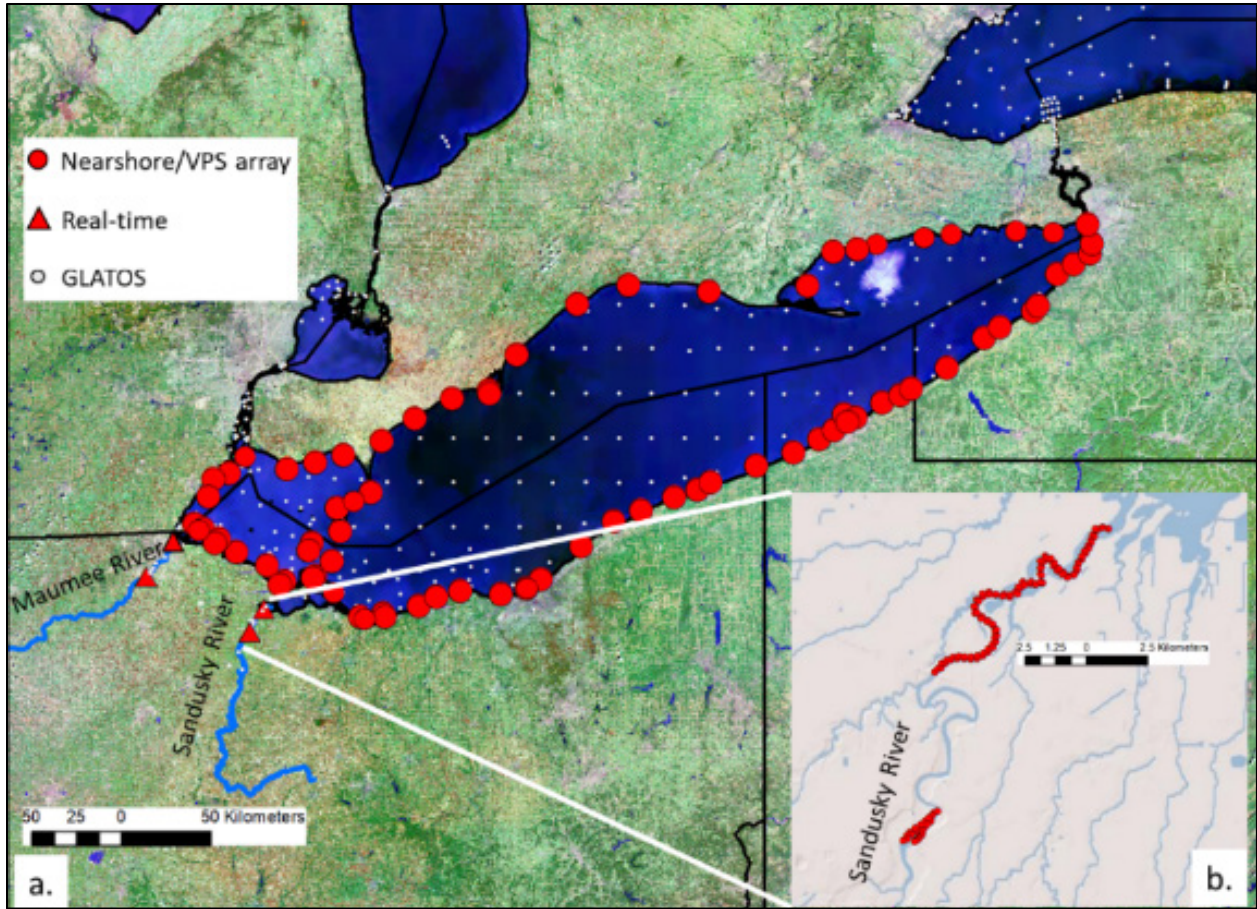 Nearshore/VPS array
Real-time
GLATOS
Maumee River
Sandusky River
50 25 0 50 Kilometers
a.
2.5 1.25 0 2.5 Kilometers
Sandusky River
b.